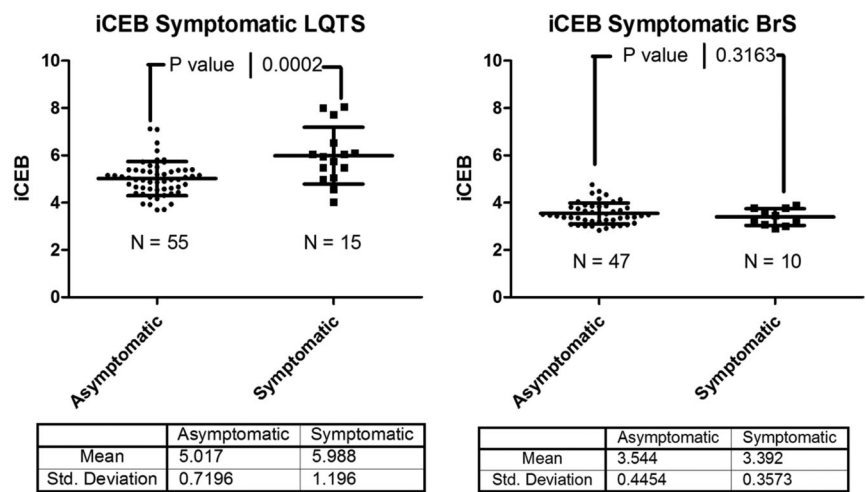 iCEB Symptomatic LQTS
P value 0.0002
10
8
6
4
2
0
iCEB
N = 55
N = 15
Asymptomatic
Symptomatic
Asymptomatic Symptomatic
Mean 5.017 5.988
Std. Deviation 0.7196 1.196
iCEB Symptomatic BrS
P value 0.3163
10
8
6
4
2
0
iCEB
N = 47
N = 10
Asymptomatic
Symptomatic
Asymptomatic Symptomatic
Mean 3.544 3.392
Std. Deviation 0.4454 0.3573